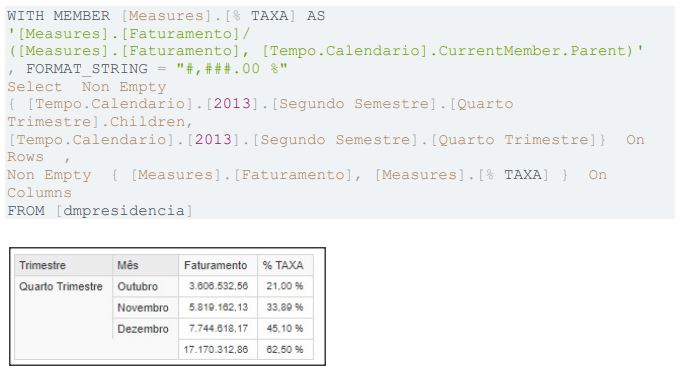 WITH MEMBER [Measures].[% TAXA] AS
'[Measures].[Faturamento]/
([Measures].[Faturamento], [Tempo.Calendario].CurrentMember.Parent)'
, FORMAT_STRING = "#,###.00 %"
Select  Non Empty
{ [Tempo.Calendario].[2013].[Segundo Semestre].[Quarto
Trimestre].Children,
[Tempo.Calendario].[2013].[Segundo Semestre].[Quarto Trimestre]}  On
Rows  ,
Non Empty  { [Measures].[Faturamento], [Measures].[% TAXA] }  On
Columns
FROM [dmpresidencia]
Trimestre Mês Faturamento % TAXA
Quarto Trimestre Outubro 3.606.532,56 21,00 %
Novembro 5.819.162,13 33,89 %
Dezembro 7.744.618,17 45,10 %
17.170.312,86 62,50 %